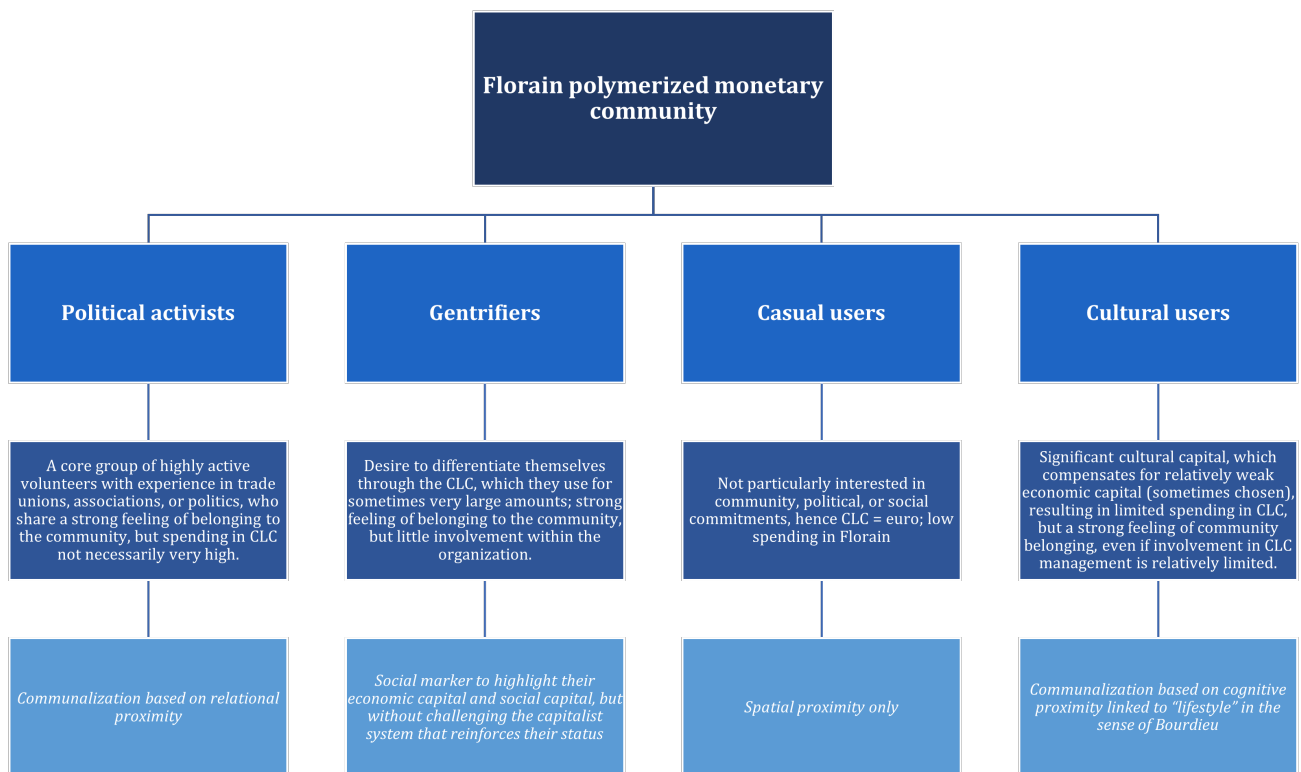 Florain polymerized monetary
community
Political activists
Gentrifiers
Casual users
Cultural users
A core group of highly active
volunteers with experience in trade
unions, associations, or politics, who
share a strong feeling of belonging to
the community, but spending in CLC
not necessarily very high.
Desire to differentiate themselves
through the CLC, which they use for
sometimes very large amounts; strong
feeling of belonging to the community,
but little involvement within the
organization.
Not particularly interested in
community, political, or social
commitments, hence CLC = euro; low
spending in Florain
Significant cultural capital, which
compensates for relatively weak
economic capital (sometimes chosen),
resulting in limited spending in CLC,
but a strong feeling of community
belonging, even if involvement in CLC
management is relatively limited.
Communalization based on relational
proximity
Social marker to highlight their
economic capital and social capital, but
without challenging the capitalist
system that reinforces their status
Spatial proximity only
Communalization based on cognitive
proximity linked to “lifestyle” in the
sense of Bourdieu